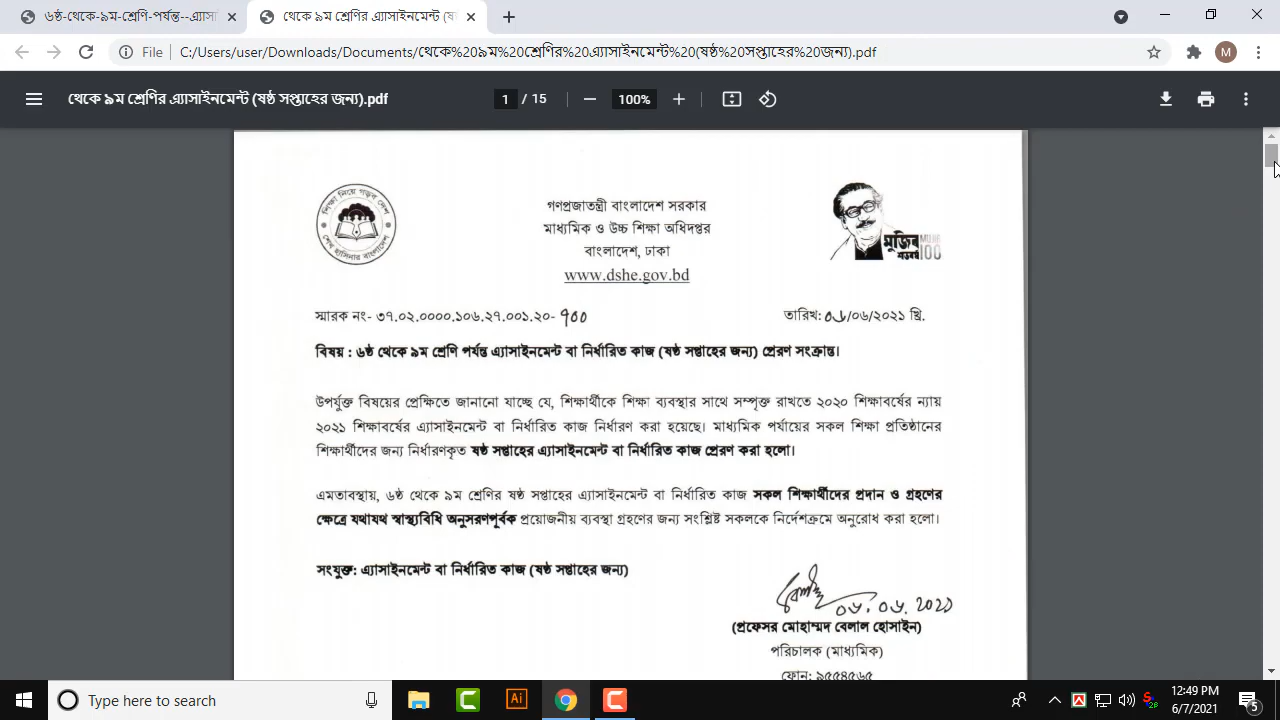 ৬ষ্ঠ-থেকে-৯ম-শ্রেণি-পর্যন্ত--এ্যাসা
থেকে ৯ম শ্রেণির এ্যাসাইনমেন্ট (ষ
File C:/Users/user/Downloads/Documents/থেকে%20৯ম%20শ্রেণির%20এ্যাসাইনমেন্ট%20(ষষ্ঠ%20সপ্তাহের%20জন্য).pdf
M
থেকে ৯ম শ্রেণির এ্যাসাইনমেন্ট (ষষ্ঠ সপ্তাহের জন্য).pdf
1 / 15
100%
শিক্ষা নিয়ে গড়ব দেশ
শেখ হাসিনার বাংলাদেশ
গণপ্রজাতন্ত্রী বাংলাদেশ সরকার
মাধ্যমিক ও উচ্চ শিক্ষা অধিদপ্তর
বাংলাদেশ, ঢাকা
www.dshe.gov.bd
মুজিব
শতবর্ষ
100
স্মারক নং- ৩৭.০২.০০০০.১০৬.২৭.০০১.২০- ৭০০
তারিখ: ০৬/০৬/২০২১ খ্রি.
বিষয় : ৬ষ্ঠ থেকে ৯ম শ্রেণি পর্যন্ত এ্যাসাইনমেন্ট বা নির্ধারিত কাজ (ষষ্ঠ সপ্তাহের জন্য) প্রেরণ সংক্রান্ত।
উপর্যুক্ত বিষয়ের প্রেক্ষিতে জানানো যাচ্ছে যে, শিক্ষার্থীকে শিক্ষা ব্যবস্থার সাথে সম্পৃক্ত রাখতে ২০২০ শিক্ষাবর্ষের ন্যায়
২০২১ শিক্ষাবর্ষের এ্যাসাইনমেন্ট বা নির্ধারিত কাজ নির্ধারণ করা হয়েছে। মাধ্যমিক পর্যায়ের সকল শিক্ষা প্রতিষ্ঠানের
শিক্ষার্থীদের জন্য নির্ধারণকৃত ষষ্ঠ সপ্তাহের এ্যাসাইনমেন্ট বা নির্ধারিত কাজ প্রেরণ করা হলো।
এমতাবস্থায়, ৬ষ্ঠ থেকে ৯ম শ্রেণির ষষ্ঠ সপ্তাহের এ্যাসাইনমেন্ট বা নির্ধারিত কাজ সকল শিক্ষার্থীদের প্রদান ও গ্রহণের
ক্ষেত্রে যথাযথ স্বাস্থ্যবিধি অনুসরণপূর্বক প্রয়োজনীয় ব্যবস্থা গ্রহণের জন্য সংশ্লিষ্ট সকলকে নির্দেশক্রমে অনুরোধ করা হলো।
সংযুক্ত: এ্যাসাইনমেন্ট বা নির্ধারিত কাজ (ষষ্ঠ সপ্তাহের জন্য)
০৬. ০৬. ২০২১
(প্রফেসর মোহাম্মদ বেলাল হোসাইন)
পরিচালক (মাধ্যমিক)
ফোন: ৯৫৫৪৫৬৫
Type here to search
Ai
12:49 PM
6/7/2021
5